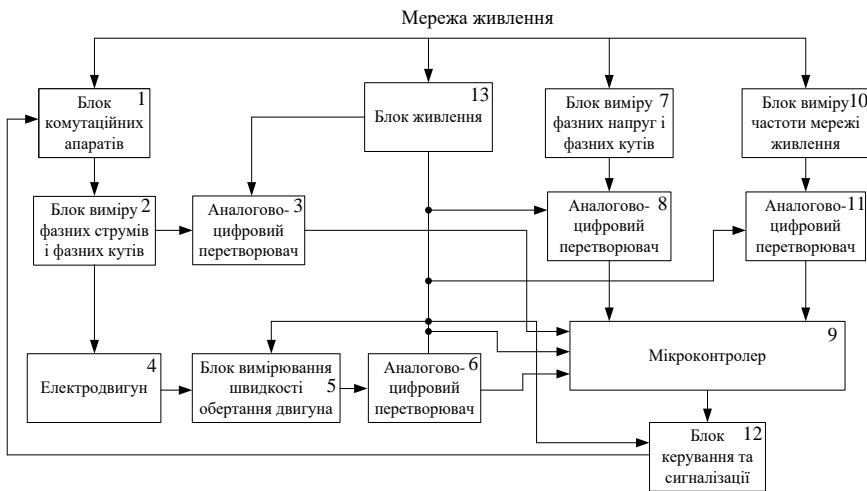 Мережа живлення
1
Блок
комутаційних
апаратів
13
Блок живлення
Блок виміру 7
фазних напруг і
фазних кутів
Блок виміру 10
частоти мережі
живлення
Блок виміру 2
фазних струмів
і фазних кутів
3
Аналогово-
цифровий
перетворювач
8
Аналогово-
цифровий
перетворювач
Аналогово- 11
цифровий
перетворювач
4
Електродвигун
Блок вимірювання
швидкості 5
обертання двигуна
Аналогово- 6
цифровий
перетворювач
9
Мікроконтролер
Блок 12
керування та
сигналізації